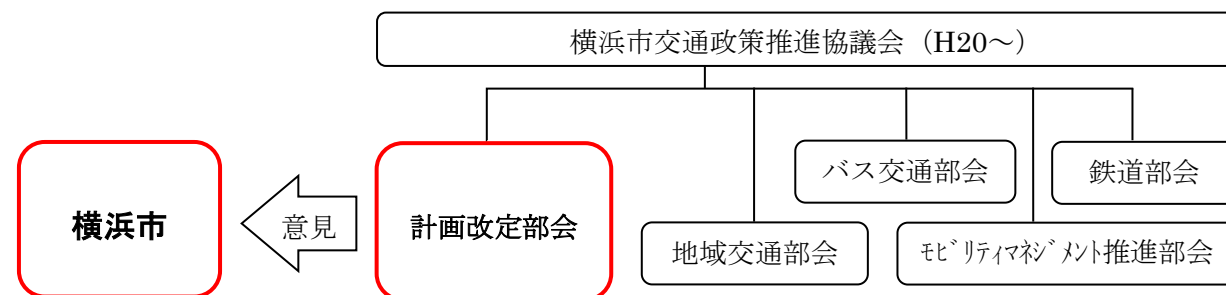 横浜市交通政策推進協議会（H20～）
バス交通部会
鉄道部会
横浜市
意見
計画改定部会
地域交通部会
ﾓﾋﾞﾘﾃｨﾏﾈｼﾞﾒﾝﾄ推進部会